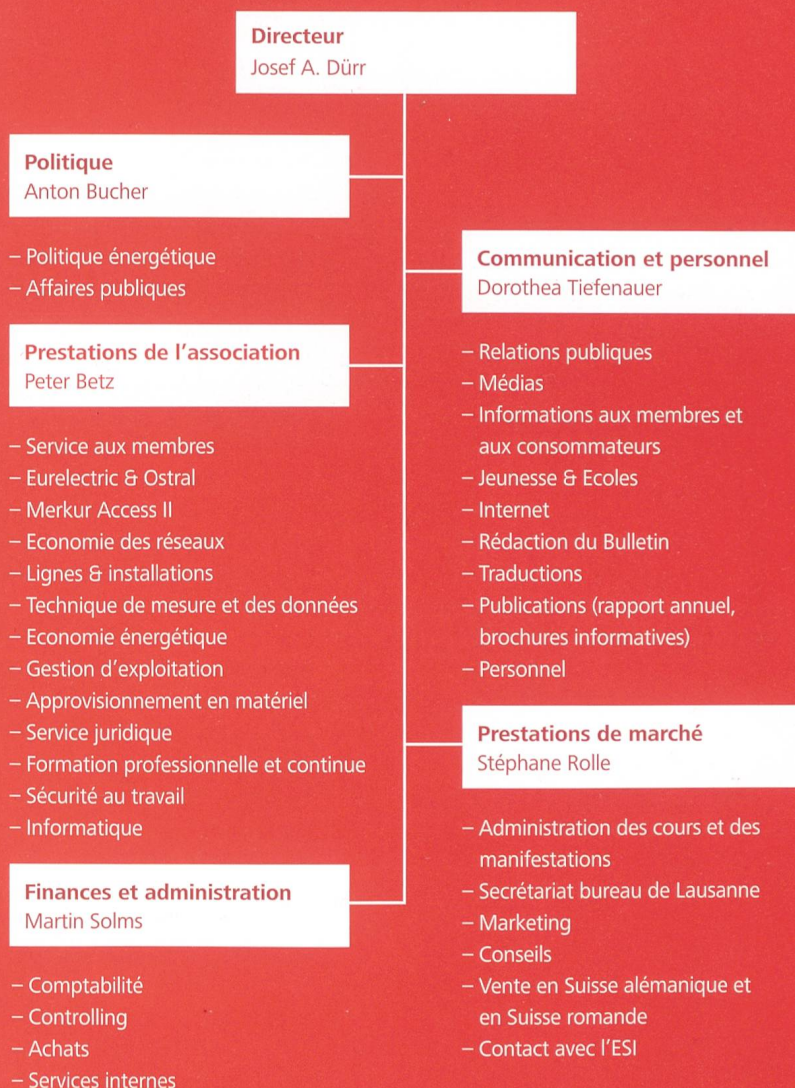 Directeur
Josef A. Dürr
Politique
Anton Bucher
– Politique énergétique
– Affaires publiques
Prestations de l'association
Peter Betz
– Service aux membres
– Eurelectric & Ostral
– Merkur Access II
– Economie des réseaux
– Lignes & installations
– Technique de mesure et des données
– Economie énergétique
– Gestion d'exploitation
– Approvisionnement en matériel
– Service juridique
– Formation professionnelle et continue
– Sécurité au travail
– Informatique
Finances et administration
Martin Solms
– Comptabilité
– Controlling
– Achats
– Services internes
Communication et personnel
Dorothea Tiefenauer
– Relations publiques
– Médias
– Informations aux membres et
aux consommateurs
– Jeunesse & Ecoles
– Internet
– Rédaction du Bulletin
– Traductions
– Publications (rapport annuel,
brochures informatives)
– Personnel
Prestations de marché
Stéphane Rolle
– Administration des cours et des
manifestations
– Secrétariat bureau de Lausanne
– Marketing
– Conseils
– Vente en Suisse alémanique et
en Suisse romande
– Contact avec l'ESI